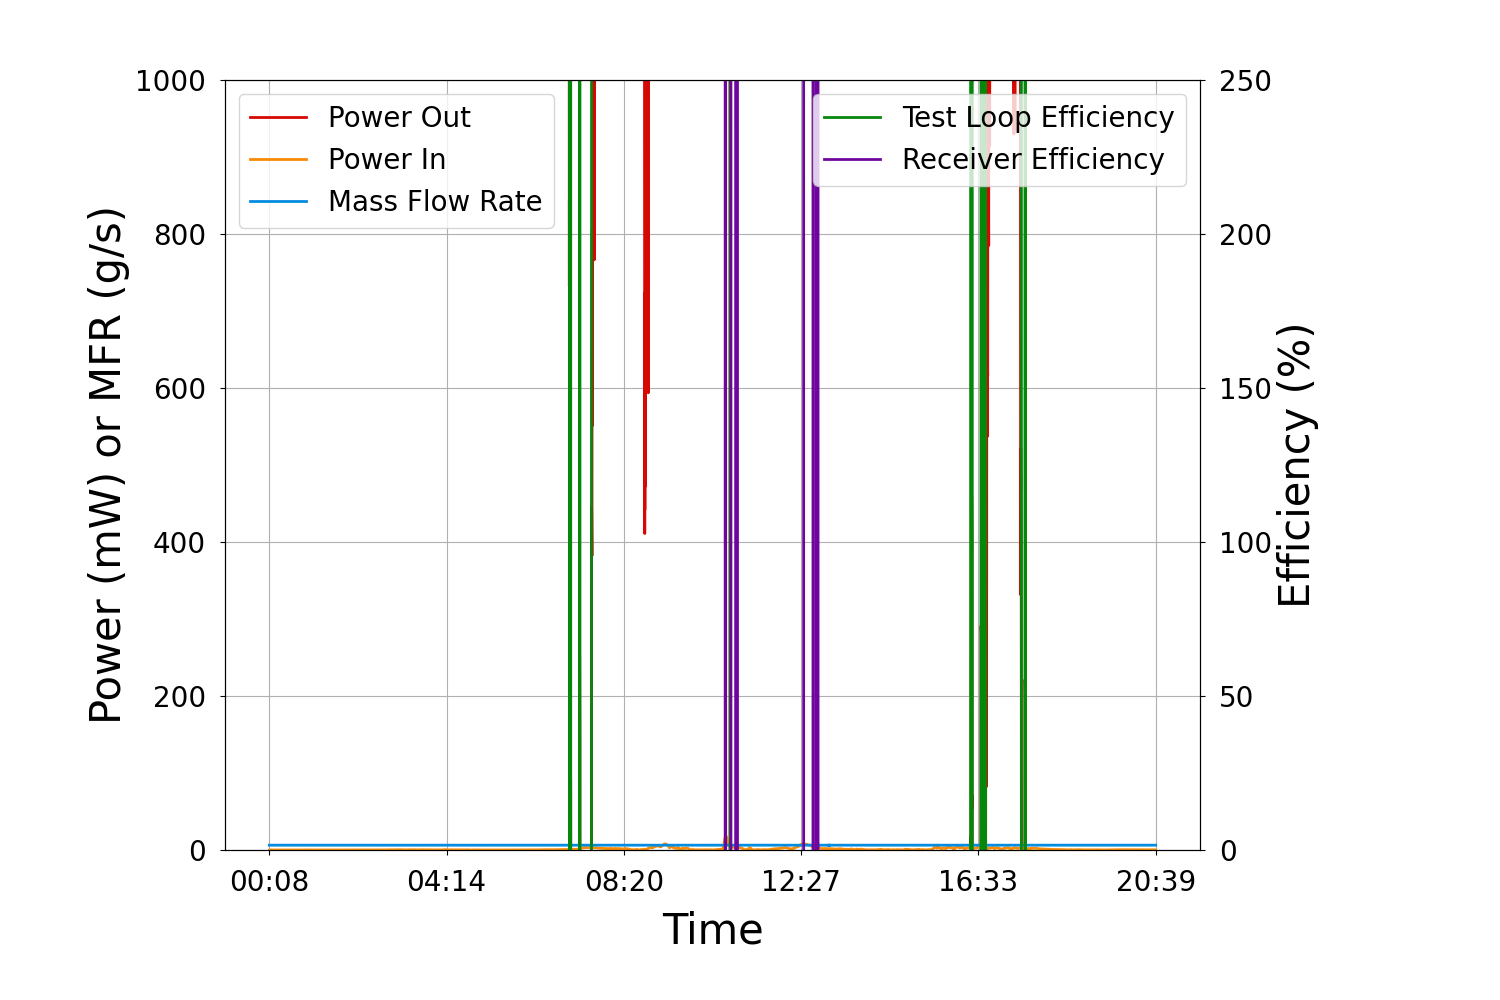 Power (mW) or MFR (g/s)
1000
800
600
400
200
0
Power Out
Power In
Mass Flow Rate
Test Loop Efficiency
Receiver Efficiency
250
200
150
100
50
0
Efficiency (%)
00:08 04:14 08:20 12:27 16:33 20:39
Time